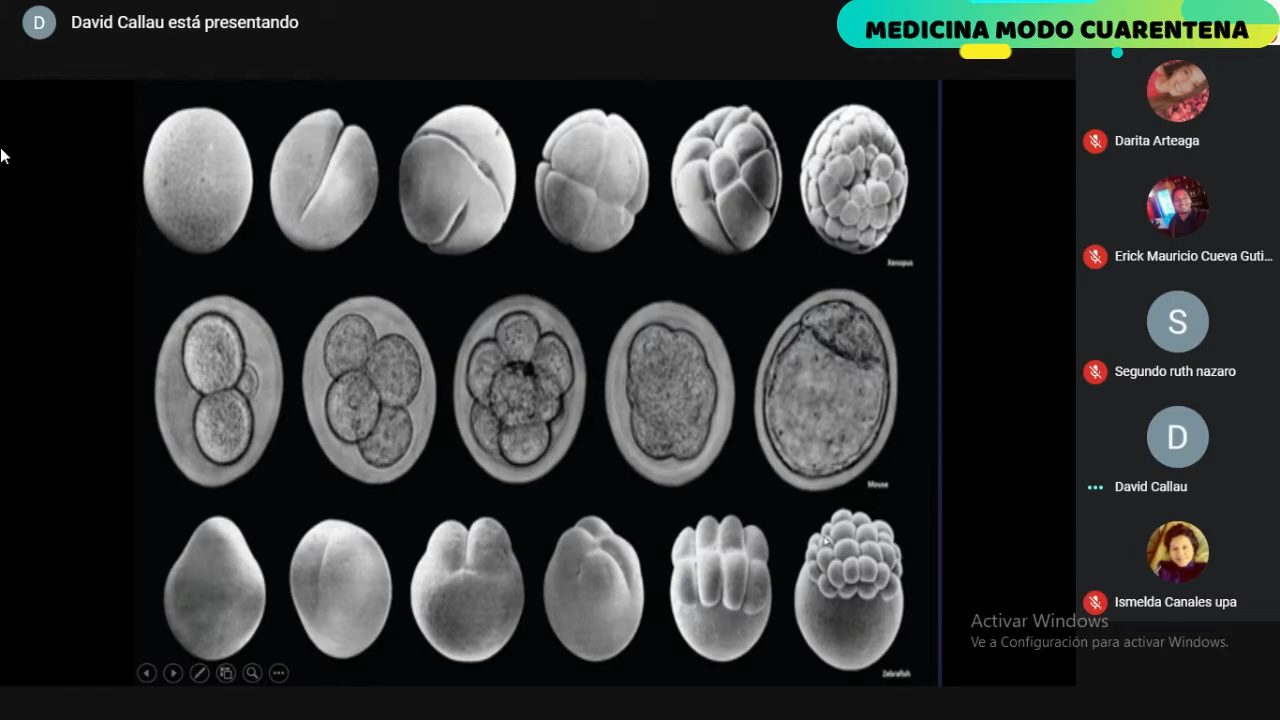 D
David Callau está presentando
MEDICINA MODO CUARENTENA
Darita Arteaga
Erick Mauricio Cueva Guti...
S
Segundo ruth nazaro
D
David Callau
Ismelda Canales upa
Xenopus
Mouse
Zebrafish
Activar Windows
Ve a Configuración para activar Windows.